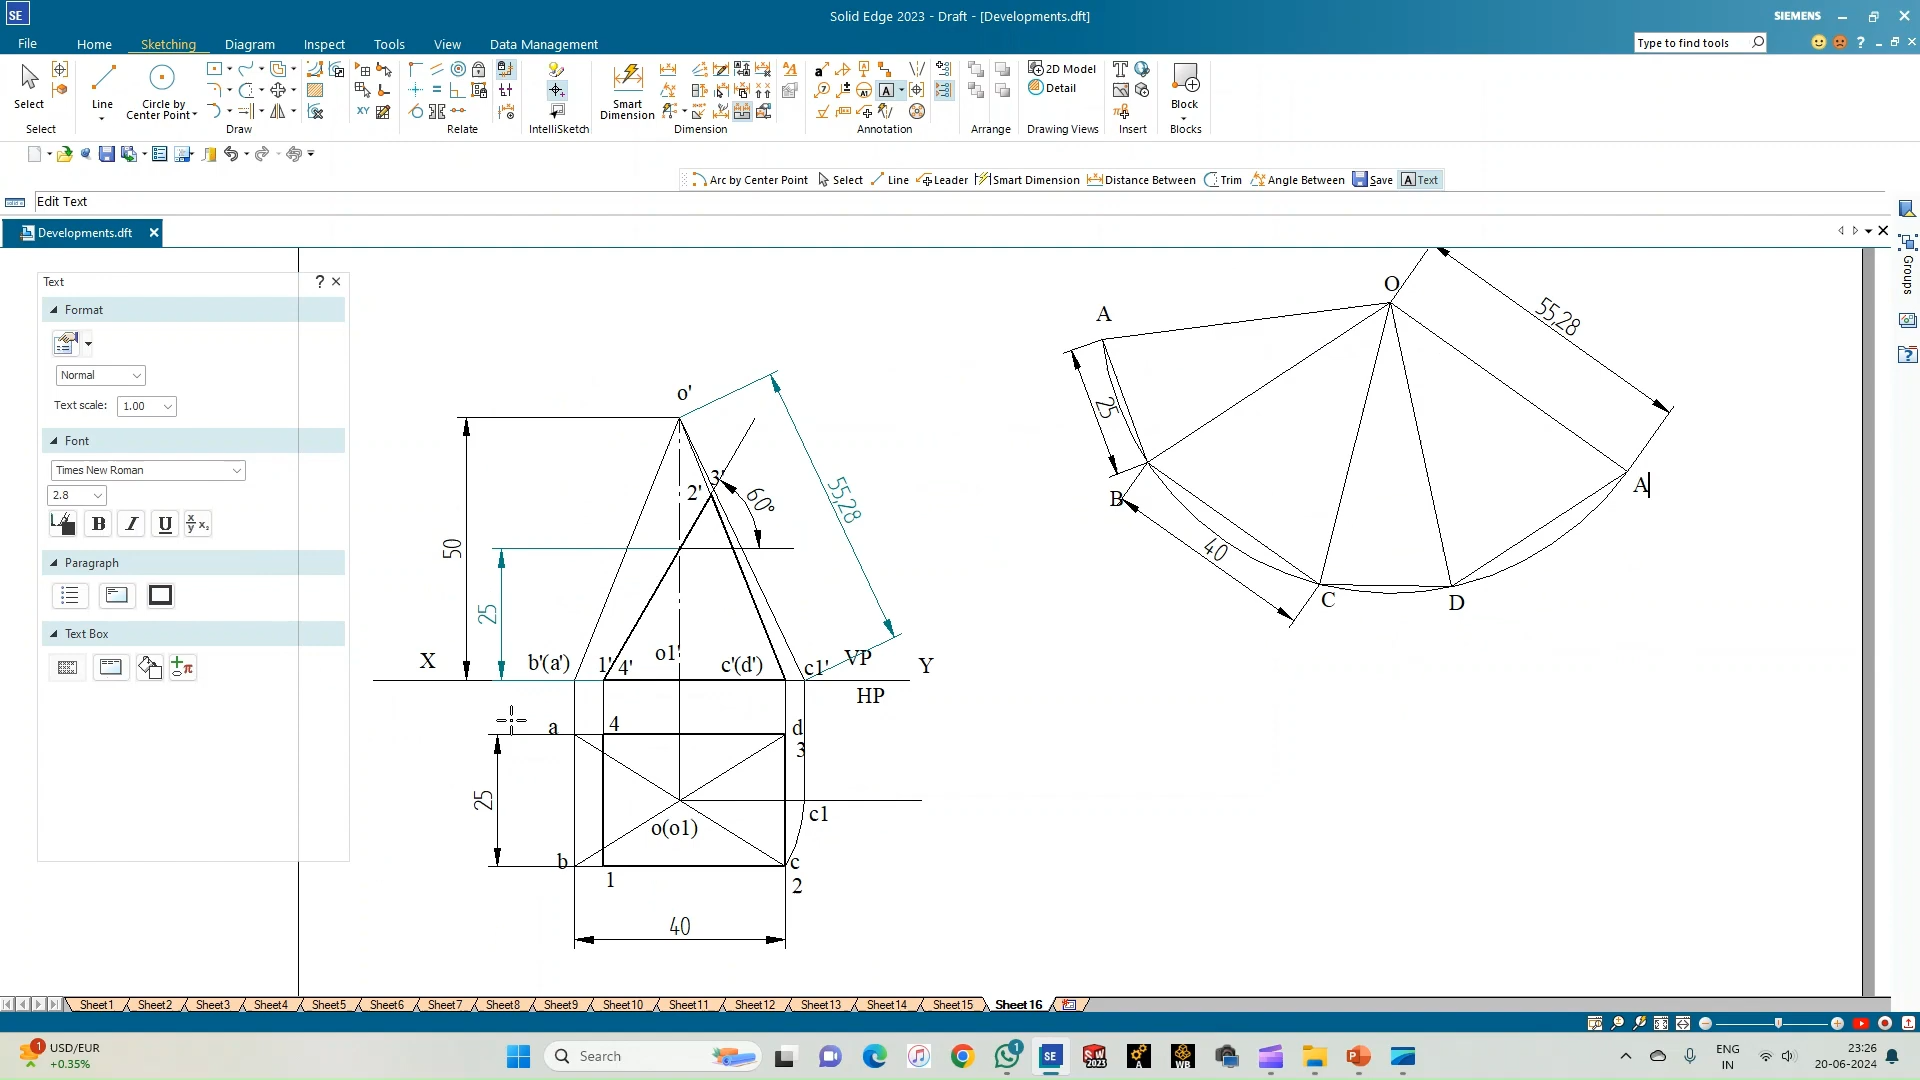 SE
Solid Edge 2023 - Draft - [Developments.dft]
SIEMENS
File Home Sketching Diagram Inspect Tools View Data Management
Type to find tools
Select
Line
Circle by
Center Point
Smart
Dimension
2D Model
Detail
Block
Select Draw Relate IntelliSketch Dimension Annotation Arrange Drawing Views Insert Blocks
Arc by Center Point Select Line Leader Smart Dimension Distance Between Trim Angle Between Save Text
Edit Text
Developments.dft
Groups
Text
Format
Normal
Text scale: 1.00
Font
Times New Roman
2.8
B I U
Paragraph
Text Box
o'
3'
2'
60°
55,28
50
25
X
b'(a')
1'
4'
o1'
c'(d')
c1'
VP
HP
Y
a
4
d
3
25
o(o1)
c1
b
1
c
2
40
A
O
55,28
25
B
40
C
D
A
Sheet1 Sheet2 Sheet3 Sheet4 Sheet5 Sheet6 Sheet7 Sheet8 Sheet9 Sheet10 Sheet11 Sheet12 Sheet13 Sheet14 Sheet15 Sheet16
USD/EUR
+0.35%
Search
ENG
IN
23:26
20-06-2024